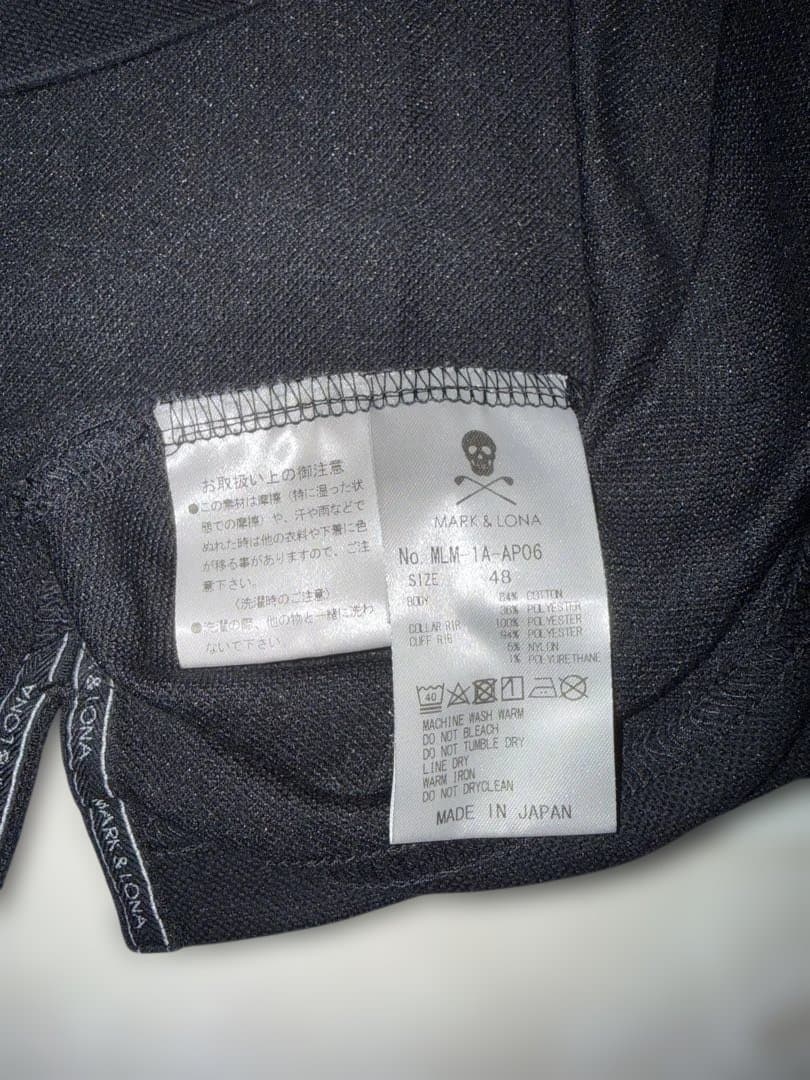 お取扱い上の御注意
●この素材は摩擦（特に湿った状
態での摩擦）や、汗や雨などで
ぬれた時は他の衣料や下着に色
が移る事がありますので、ご注
意下さい。
（洗濯時のご注意）
●洗濯の際、他の物と一緒に洗わ
ないで下さい
MARK & LONA
No. MLM-1A-AP06
SIZE 48
BODY 64% COTTON
36% POLYESTER
COLLAR RIB 100% POLYESTER
CUFF RIB 94% POLYESTER
5% NYLON
1% POLYURETHANE
40
MACHINE WASH WARM
DO NOT BLEACH
DO NOT TUMBLE DRY
LINE DRY
WARM IRON
DO NOT DRYCLEAN
MADE IN JAPAN
& LONA
& LONA
MARK & LONA